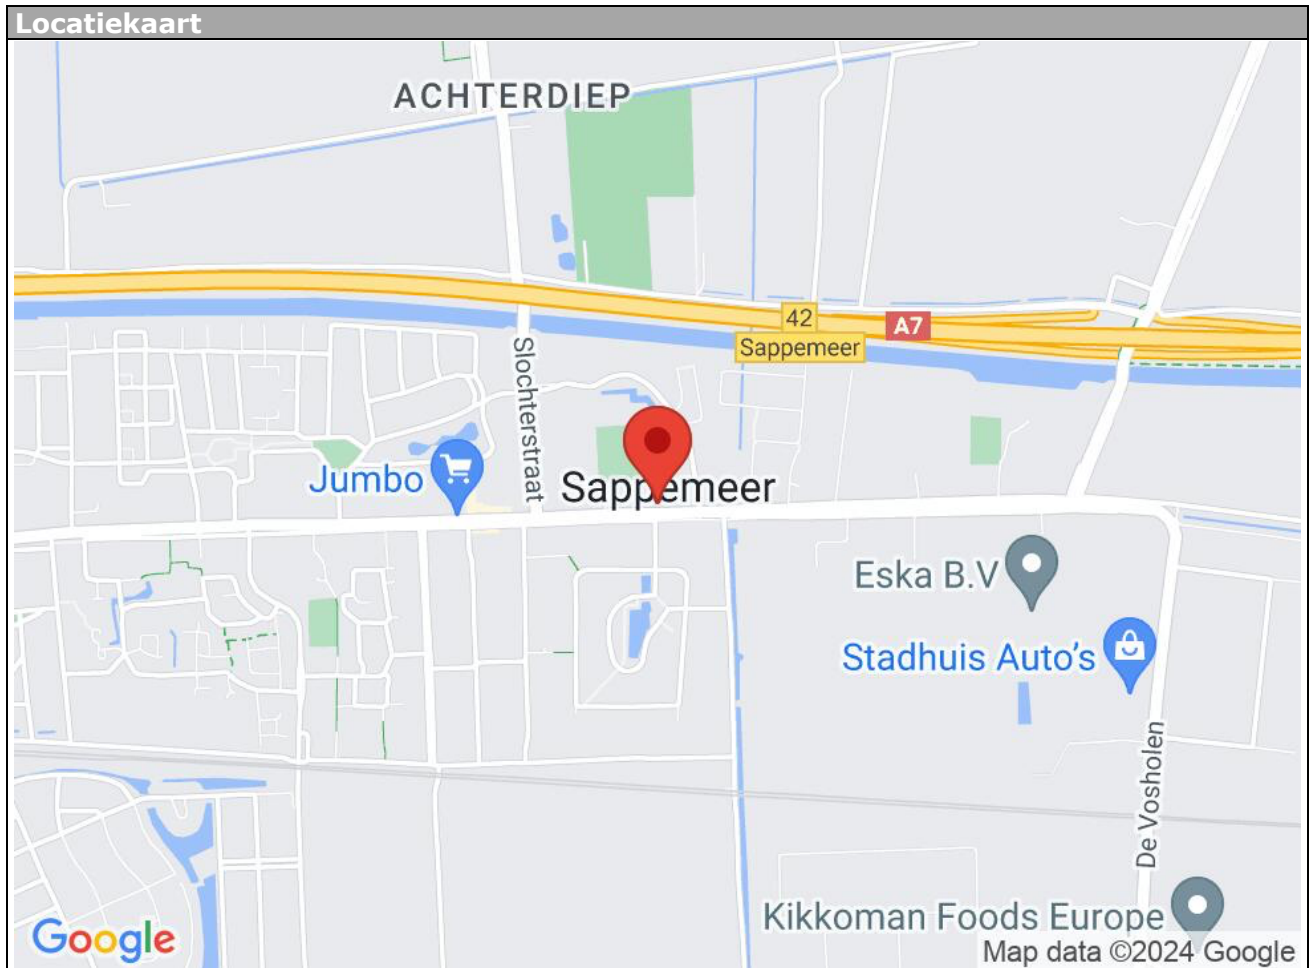 Locatiekaart
ACHTERDIEP
42
A7
Sappemeer
Slochterstraat
Jumbo
Sappemeer
Eska B.V
Stadhuis Auto's
De Vosholen
Kikkoman Foods Europe
Google
Map data ©2024 Google